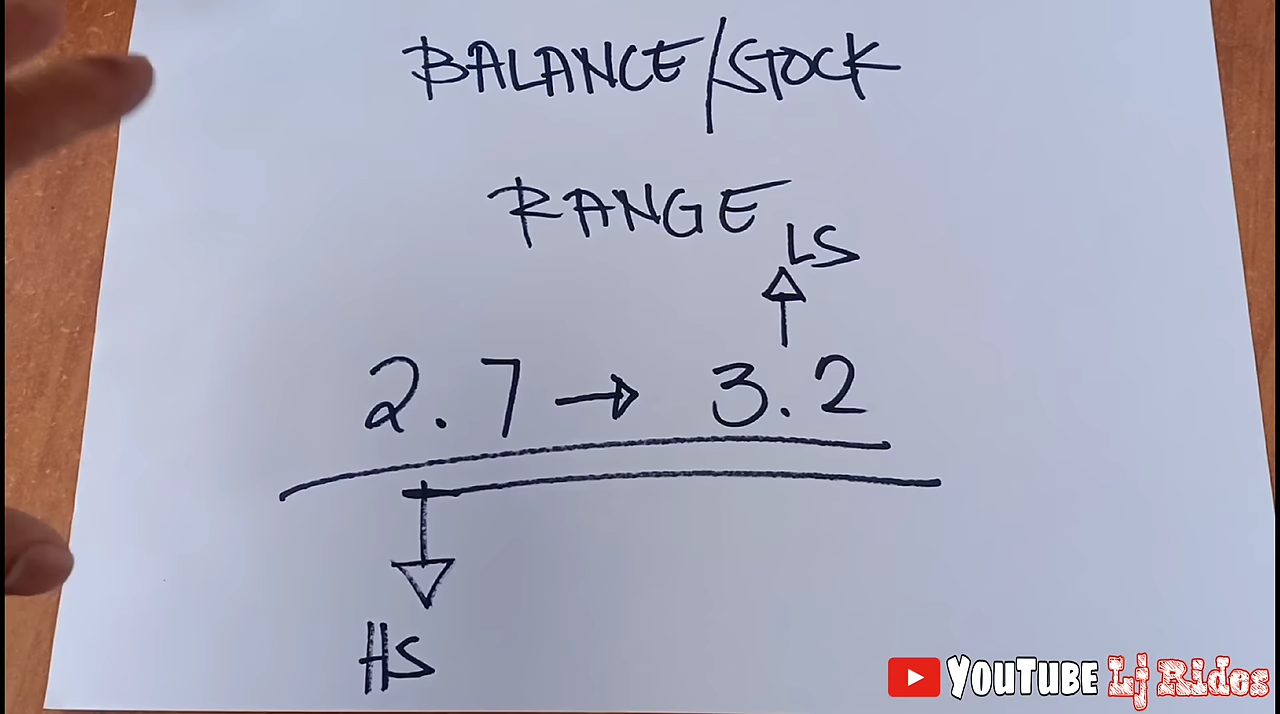 BALANCE/STOCK
RANGE
LS
2.7 → 3.2
HS
YOUTUBE Lj Rides